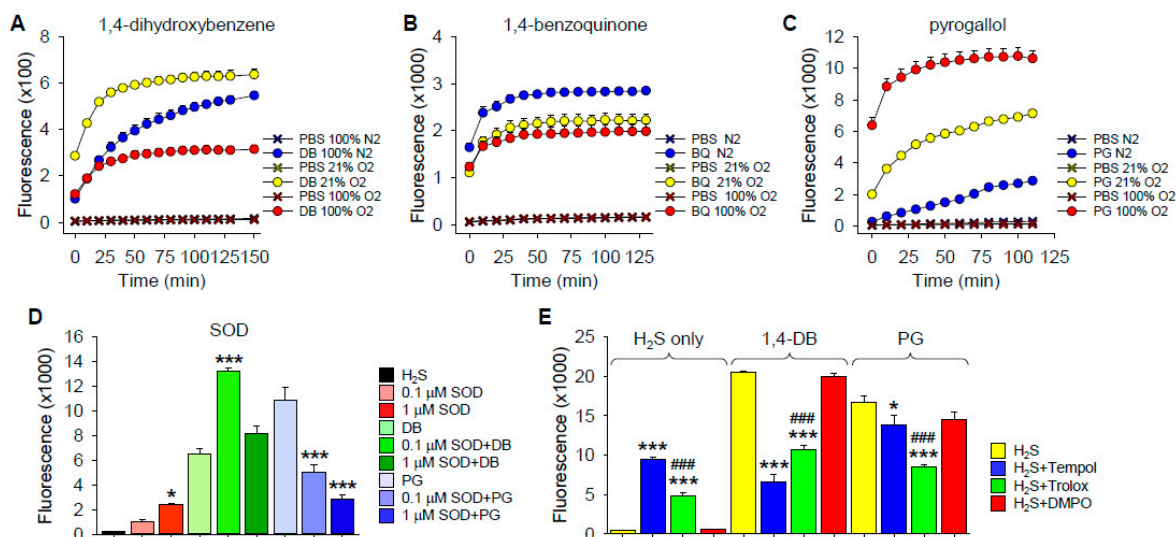 A
1,4-dihydroxybenzene
Fluorescence (x100)
8
6
4
2
0
0 25 50 75 100 125 150
Time (min)
PBS 100% N2
DB 100% N2
PBS 21% O2
DB 21% O2
PBS 100% O2
DB 100% O2
B
1,4-benzoquinone
Fluorescence (x1000)
4
3
2
1
0
0 25 50 75 100 125
Time (min)
PBS N2
BQ N2
PBS 21% O2
BQ 21% O2
PBS 100% O2
BQ 100% O2
C
pyrogallol
Fluorescence (x1000)
12
10
8
6
4
2
0
0 25 50 75 100 125
Time (min)
PBS N2
PG N2
PBS 21% O2
PG 21% O2
PBS 100% O2
PG 100% O2
D
SOD
Fluorescence (x1000)
16
14
12
10
8
6
4
2
0
*
***
***
***
H₂S
0.1 µM SOD
1 µM SOD
DB
0.1 µM SOD+DB
1 µM SOD+DB
PG
0.1 µM SOD+PG
1 µM SOD+PG
E
H₂S only
1,4-DB
PG
Fluorescence (x1000)
25
20
15
10
5
0
***
###
***
***
###
***
*
###
***
H₂S
H₂S+Tempol
H₂S+Trolox
H₂S+DMPO